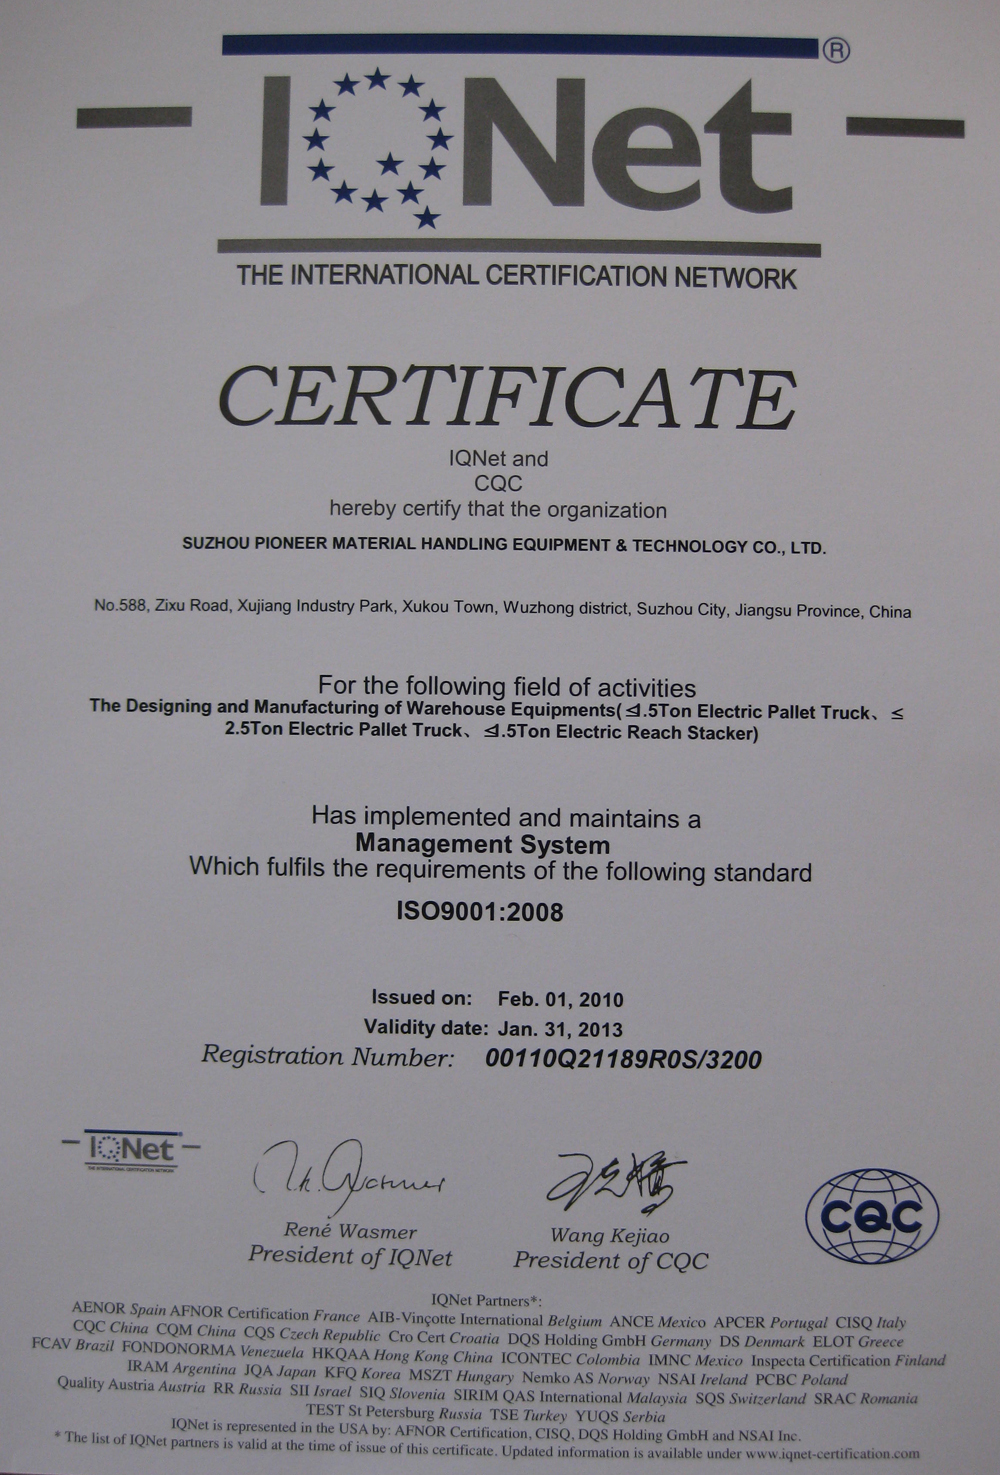 IQNet®
THE INTERNATIONAL CERTIFICATION NETWORK
CERTIFICATE
IQNet and
CQC
hereby certify that the organization
SUZHOU PIONEER MATERIAL HANDLING EQUIPMENT & TECHNOLOGY CO., LTD.
No.588, Zixu Road, Xujiang Industry Park, Xukou Town, Wuzhong district, Suzhou City, Jiangsu Province, China
For the following field of activities
The Designing and Manufacturing of Warehouse Equipments(≤1.5Ton Electric Pallet Truck、≤
2.5Ton Electric Pallet Truck、≤1.5Ton Electric Reach Stacker)
Has implemented and maintains a
Management System
Which fulfils the requirements of the following standard
ISO9001:2008
Issued on: Feb. 01, 2010
Validity date: Jan. 31, 2013
Registration Number: 00110Q21189R0S/3200
IQNet
THE INTERNATIONAL CERTIFICATION NETWORK
René Wasmer
President of IQNet
Wang Kejiao
President of CQC
CQC
IQNet Partners*:
AENOR Spain AFNOR Certification France AIB-Vinçotte International Belgium ANCE Mexico APCER Portugal CISQ Italy
CQC China CQM China CQS Czech Republic Cro Cert Croatia DQS Holding GmbH Germany DS Denmark ELOT Greece
FCAV Brazil FONDONORMA Venezuela HKQAA Hong Kong China ICONTEC Colombia IMNC Mexico Inspecta Certification Finland
IRAM Argentina JQA Japan KFQ Korea MSZT Hungary Nemko AS Norway NSAI Ireland PCBC Poland
Quality Austria Austria RR Russia SII Israel SIQ Slovenia SIRIM QAS International Malaysia SQS Switzerland SRAC Romania
TEST St Petersburg Russia TSE Turkey YUQS Serbia
IQNet is represented in the USA by: AFNOR Certification, CISQ, DQS Holding GmbH and NSAI Inc.
* The list of IQNet partners is valid at the time of issue of this certificate. Updated information is available under www.iqnet-certification.com